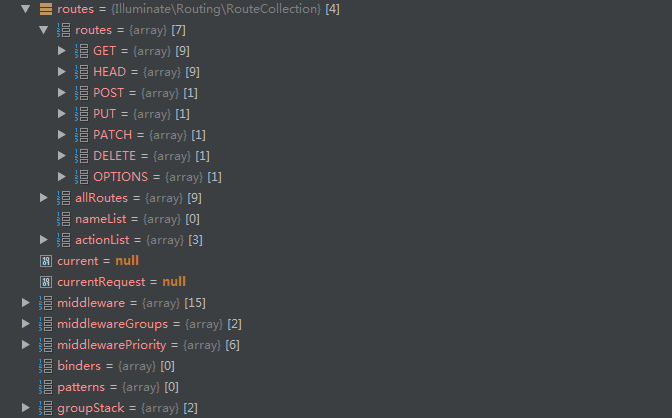 routes = {Illuminate\Routing\RouteCollection} [4]
routes = {array} [7]
GET = {array} [9]
HEAD = {array} [9]
POST = {array} [1]
PUT = {array} [1]
PATCH = {array} [1]
DELETE = {array} [1]
OPTIONS = {array} [1]
allRoutes = {array} [9]
nameList = {array} [0]
actionList = {array} [3]
current = null
currentRequest = null
middleware = {array} [15]
middlewareGroups = {array} [2]
middlewarePriority = {array} [6]
binders = {array} [0]
patterns = {array} [0]
groupStack = {array} [2]